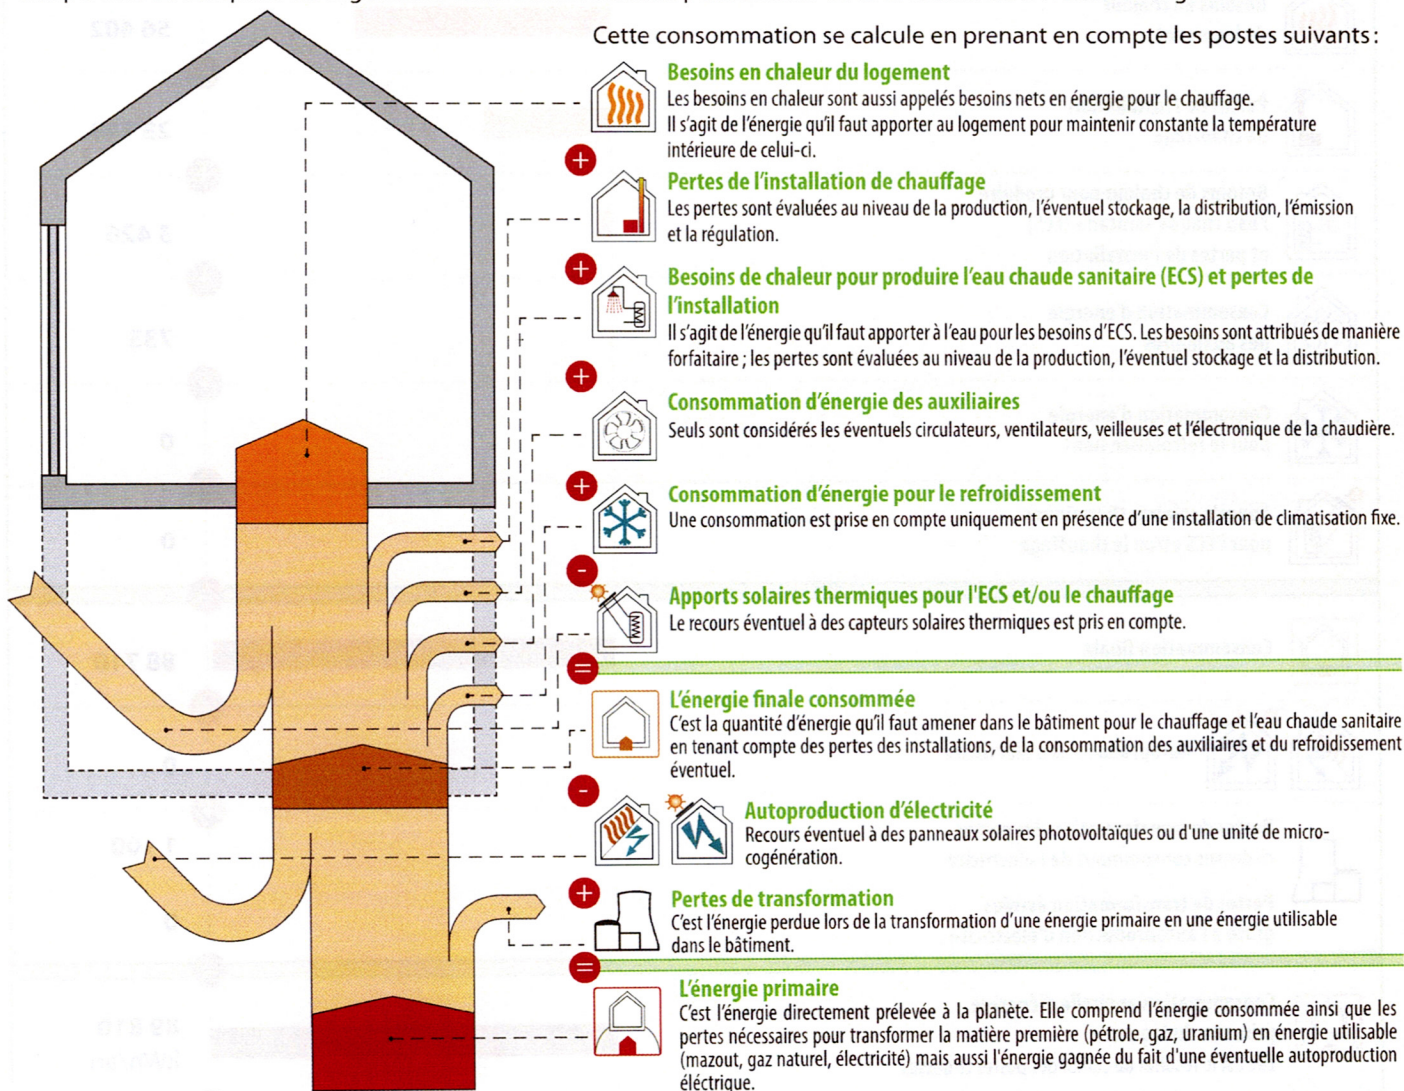 Cette consommation se calcule en prenant en compte les postes suivants :
Besoins en chaleur du logement
Les besoins en chaleur sont aussi appelés besoins nets en énergie pour le chauffage.
Il s'agit de l'énergie qu'il faut apporter au logement pour maintenir constante la température
intérieure de celui-ci.
+
Pertes de l'installation de chauffage
Les pertes sont évaluées au niveau de la production, l'éventuel stockage, la distribution, l'émission
et la régulation.
+
Besoins de chaleur pour produire l'eau chaude sanitaire (ECS) et pertes de
l'installation
Il s'agit de l'énergie qu'il faut apporter à l'eau pour les besoins d'ECS. Les besoins sont attribués de manière
forfaitaire ; les pertes sont évaluées au niveau de la production, l'éventuel stockage et la distribution.
+
Consommation d'énergie des auxiliaires
Seuls sont considérés les éventuels circulateurs, ventilateurs, veilleuses et l'électronique de la chaudière.
+
Consommation d'énergie pour le refroidissement
Une consommation est prise en compte uniquement en présence d'une installation de climatisation fixe.
-
Apports solaires thermiques pour l'ECS et/ou le chauffage
Le recours éventuel à des capteurs solaires thermiques est pris en compte.
=
L'énergie finale consommée
C'est la quantité d'énergie qu'il faut amener dans le bâtiment pour le chauffage et l'eau chaude sanitaire
en tenant compte des pertes des installations, de la consommation des auxiliaires et du refroidissement
éventuel.
-
Autoproduction d'électricité
Recours éventuel à des panneaux solaires photovoltaïques ou d'une unité de micro-
cogénération.
+
Pertes de transformation
C'est l'énergie perdue lors de la transformation d'une énergie primaire en une énergie utilisable
dans le bâtiment.
=
L'énergie primaire
C'est l'énergie directement prélevée à la planète. Elle comprend l'énergie consommée ainsi que les
pertes nécessaires pour transformer la matière première (pétrole, gaz, uranium) en énergie utilisable
(mazout, gaz naturel, électricité) mais aussi l'énergie gagnée du fait d'une éventuelle autoproduction
éléctrique.